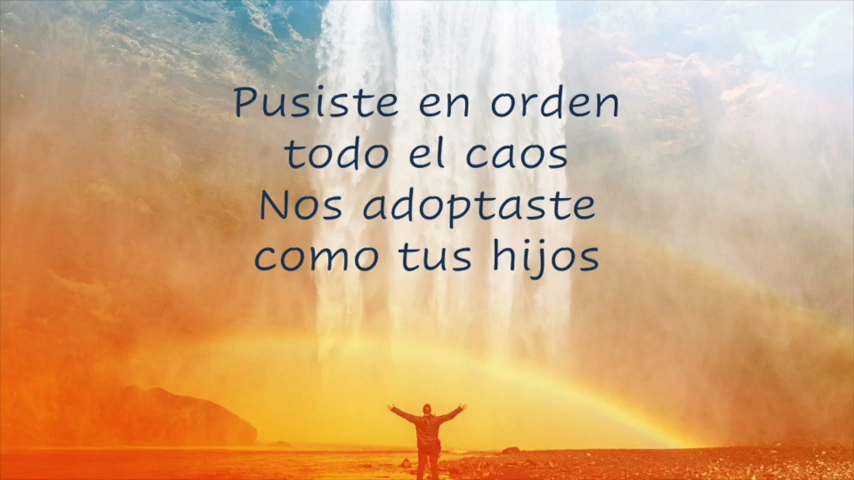 Pusiste en orden
todo el caos
Nos adoptaste
como tus hijos